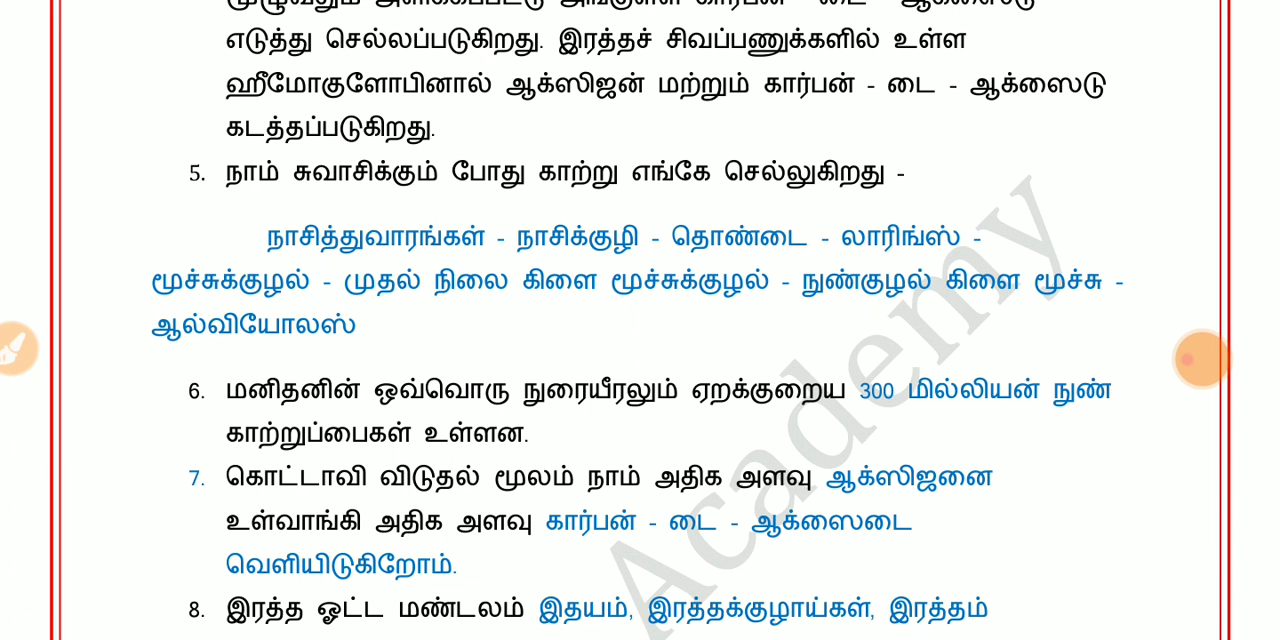 எடுத்து செல்லப்படுகிறது. இரத்தச் சிவப்பணுக்களில் உள்ள
ஹீமோகுளோபினால் ஆக்ஸிஜன் மற்றும் கார்பன் - டை - ஆக்ஸைடு
கடத்தப்படுகிறது.
5. நாம் சுவாசிக்கும் போது காற்று எங்கே செல்லுகிறது -
நாசித்துவாரங்கள் - நாசிக்குழி - தொண்டை - லாரிங்ஸ் -
மூச்சுக்குழல் - முதல் நிலை கிளை மூச்சுக்குழல் - நுண்குழல் கிளை மூச்சு -
ஆல்வியோலஸ்
6. மனிதனின் ஒவ்வொரு நுரையீரலும் ஏறக்குறைய 300 மில்லியன் நுண்
காற்றுப்பைகள் உள்ளன.
7. கொட்டாவி விடுதல் மூலம் நாம் அதிக அளவு ஆக்ஸிஜனை
உள்வாங்கி அதிக அளவு கார்பன் - டை - ஆக்ஸைடை
வெளியிடுகிறோம்.
8. இரத்த ஓட்ட மண்டலம் இதயம், இரத்தக்குழாய்கள், இரத்தம்
Academy